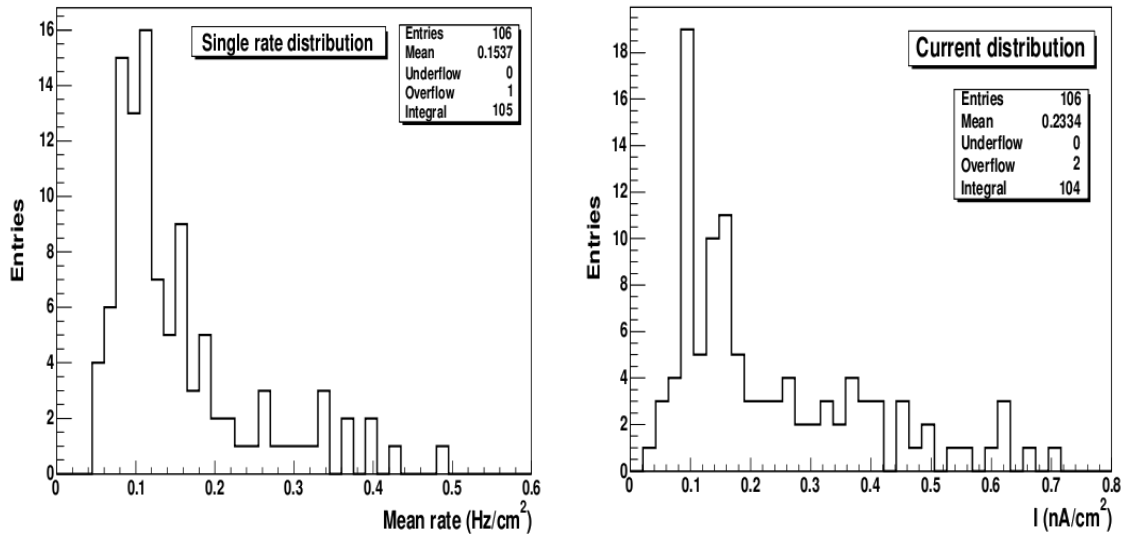 Single rate distribution
Entries 106
Mean 0.1537
Underflow 0
Overflow 1
Integral 105
16
14
12
10
8
6
4
2
0
Entries
0 0.1 0.2 0.3 0.4 0.5 0.6
Mean rate (Hz/cm²)
Current distribution
Entries 106
Mean 0.2334
Underflow 0
Overflow 2
Integral 104
18
16
14
12
10
8
6
4
2
0
Entries
0 0.1 0.2 0.3 0.4 0.5 0.6 0.7 0.8
I (nA/cm²)